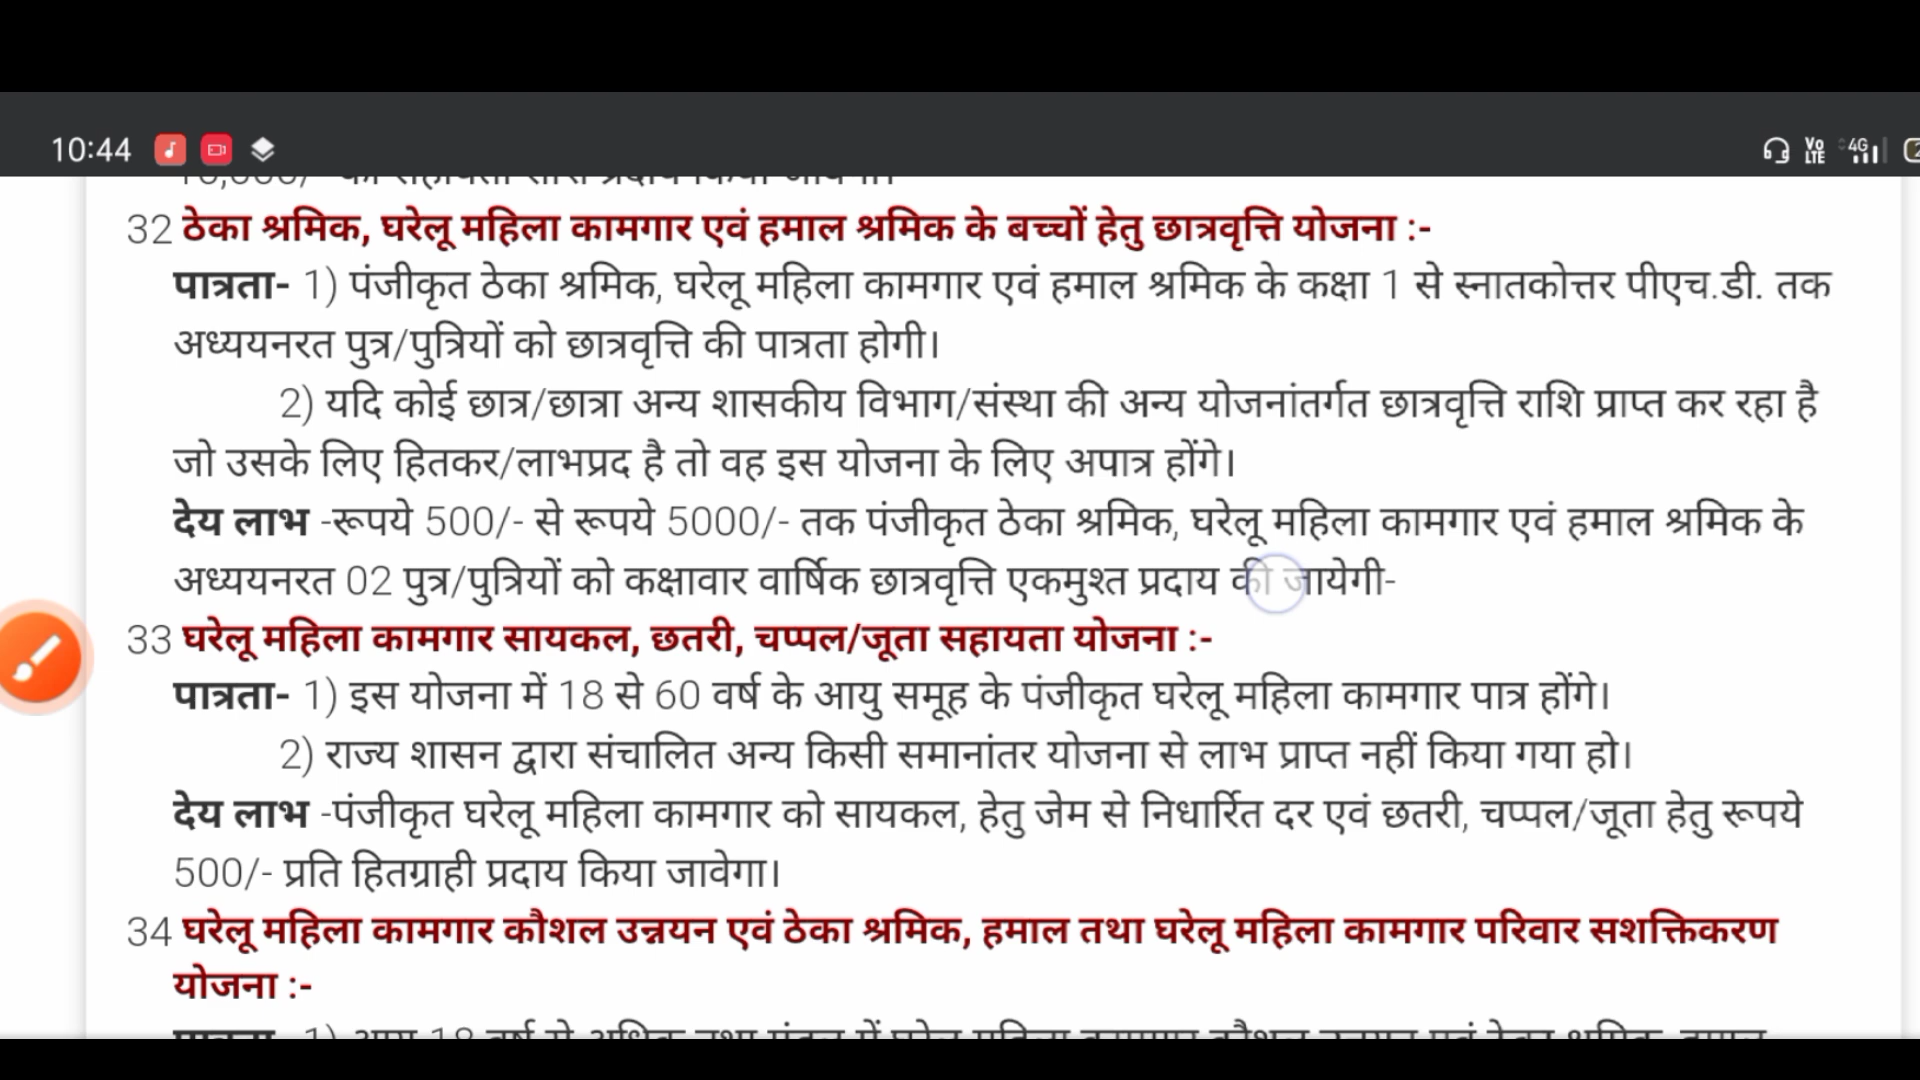 10:44 Vo LTE 4G
32 ठेका श्रमिक, घरेलू महिला कामगार एवं हमाल श्रमिक के बच्चों हेतु छात्रवृत्ति योजना :-
पात्रता- 1) पंजीकृत ठेका श्रमिक, घरेलू महिला कामगार एवं हमाल श्रमिक के कक्षा 1 से स्नातकोत्तर पीएच.डी. तक
अध्ययनरत पुत्र/पुत्रियों को छात्रवृत्ति की पात्रता होगी।
2) यदि कोई छात्र/छात्रा अन्य शासकीय विभाग/संस्था की अन्य योजनांतर्गत छात्रवृत्ति राशि प्राप्त कर रहा है
जो उसके लिए हितकर/लाभप्रद है तो वह इस योजना के लिए अपात्र होंगे।
देय लाभ -रूपये 500/- से रूपये 5000/- तक पंजीकृत ठेका श्रमिक, घरेलू महिला कामगार एवं हमाल श्रमिक के
अध्ययनरत 02 पुत्र/पुत्रियों को कक्षावार वार्षिक छात्रवृत्ति एकमुश्त प्रदाय की जायेगी-
33 घरेलू महिला कामगार सायकल, छतरी, चप्पल/जूता सहायता योजना :-
पात्रता- 1) इस योजना में 18 से 60 वर्ष के आयु समूह के पंजीकृत घरेलू महिला कामगार पात्र होंगे।
2) राज्य शासन द्वारा संचालित अन्य किसी समानांतर योजना से लाभ प्राप्त नहीं किया गया हो।
देय लाभ -पंजीकृत घरेलू महिला कामगार को सायकल, हेतु जेम से निधार्रित दर एवं छतरी, चप्पल/जूता हेतु रूपये
500/- प्रति हितग्राही प्रदाय किया जावेगा।
34 घरेलू महिला कामगार कौशल उन्नयन एवं ठेका श्रमिक, हमाल तथा घरेलू महिला कामगार परिवार सशक्तिकरण
योजना :-